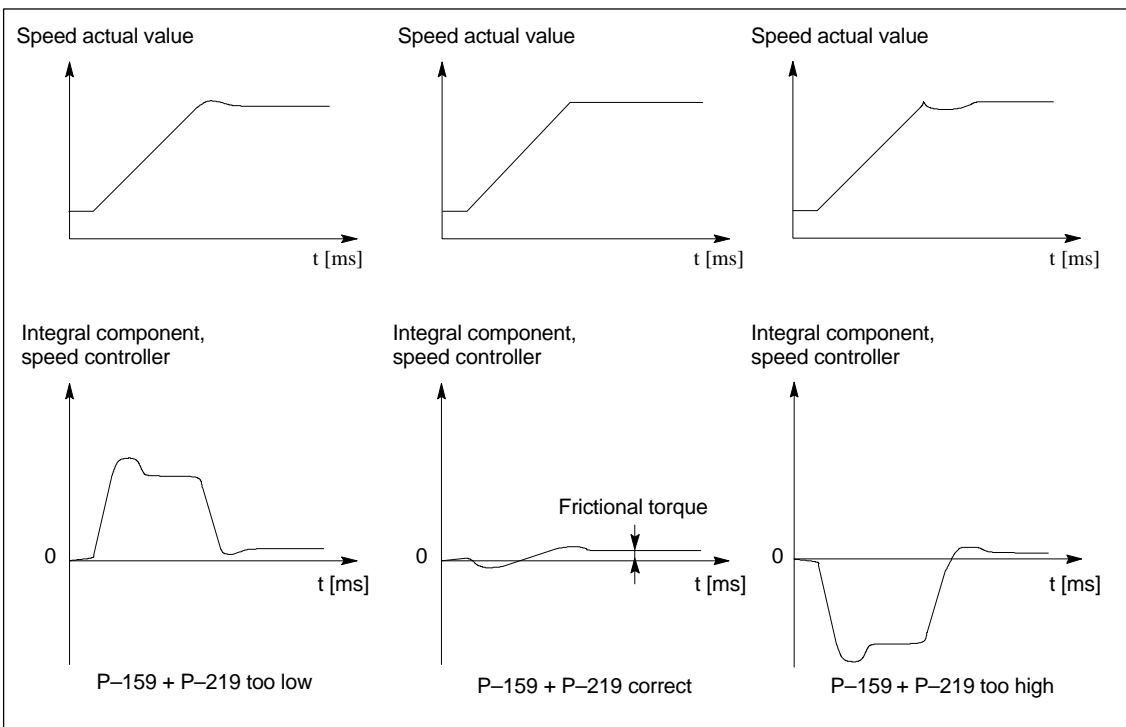 Speed actual value
Speed actual value
Speed actual value
t [ms]
t [ms]
t [ms]
Integral component,
speed controller
Integral component,
speed controller
Integral component,
speed controller
Frictional torque
0
0
0
t [ms]
t [ms]
t [ms]
P–159 + P–219 too low
P–159 + P–219 correct
P–159 + P–219 too high